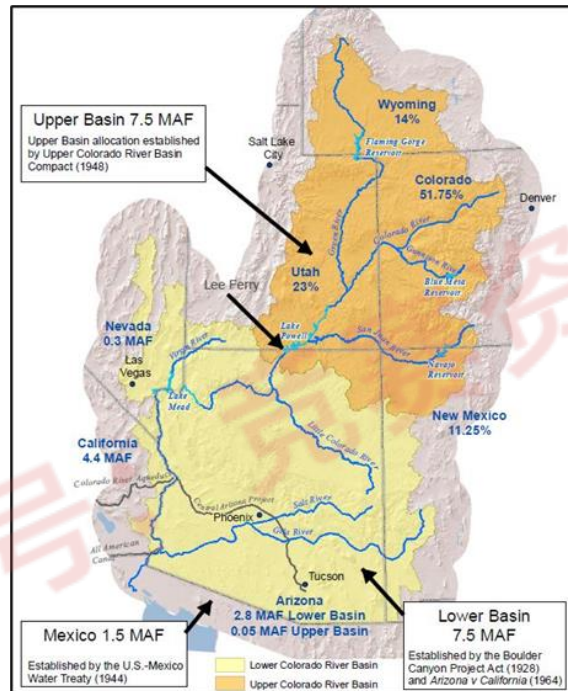 Upper Basin 7.5 MAF
Upper Basin allocation established
by Upper Colorado River Basin
Compact (1948)
Wyoming
14%
Salt Lake
City
Flaming Gorge
Reservoir
Colorado
51.75%
Denver
Green River
Colorado River
Gunnison River
Blue Mesa
Reservoir
Utah
23%
Lee Ferry
Lake
Powell
San Juan River
Navajo
Reservoir
Nevada
0.3 MAF
Las
Vegas
Virgin River
Lake
Mead
New Mexico
11.25%
California
4.4 MAF
Little Colorado River
Colorado River Aqueduct
Central Arizona Project
Salt River
Phoenix
Gila River
All American
Canal
Tucson
Arizona
2.8 MAF Lower Basin
0.05 MAF Upper Basin
Mexico 1.5 MAF
Established by the U.S.-Mexico
Water Treaty (1944)
Lower Basin
7.5 MAF
Established by the Boulder
Canyon Project Act (1928)
and Arizona v California (1964)
Lower Colorado River Basin
Upper Colorado River Basin